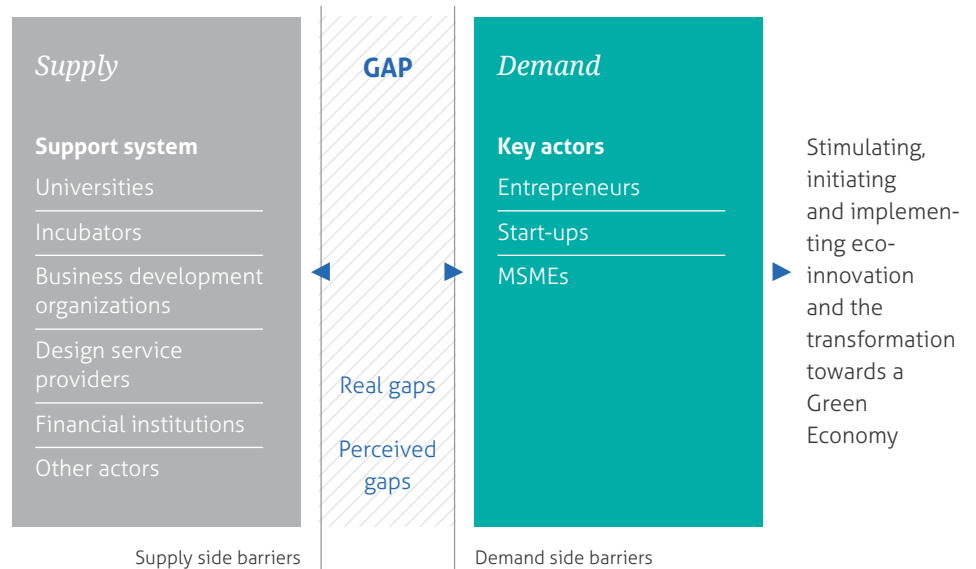 Supply
Support system
Universities
Incubators
Business development
organizations
Design service
providers
Financial institutions
Other actors
Supply side barriers
GAP
Real gaps
Perceived
gaps
Demand
Key actors
Entrepreneurs
Start-ups
MSMEs
Demand side barriers
Stimulating,
initiating
and implemen-
ting eco-
innovation
and the
transformation
towards a
Green
Economy